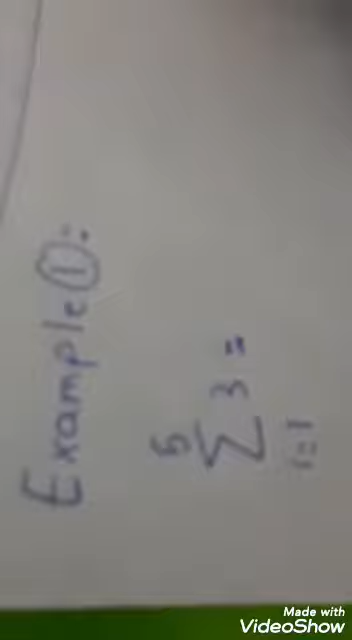 Example ①:
5
∑ 3 =
i=1
Made with
VideoShow